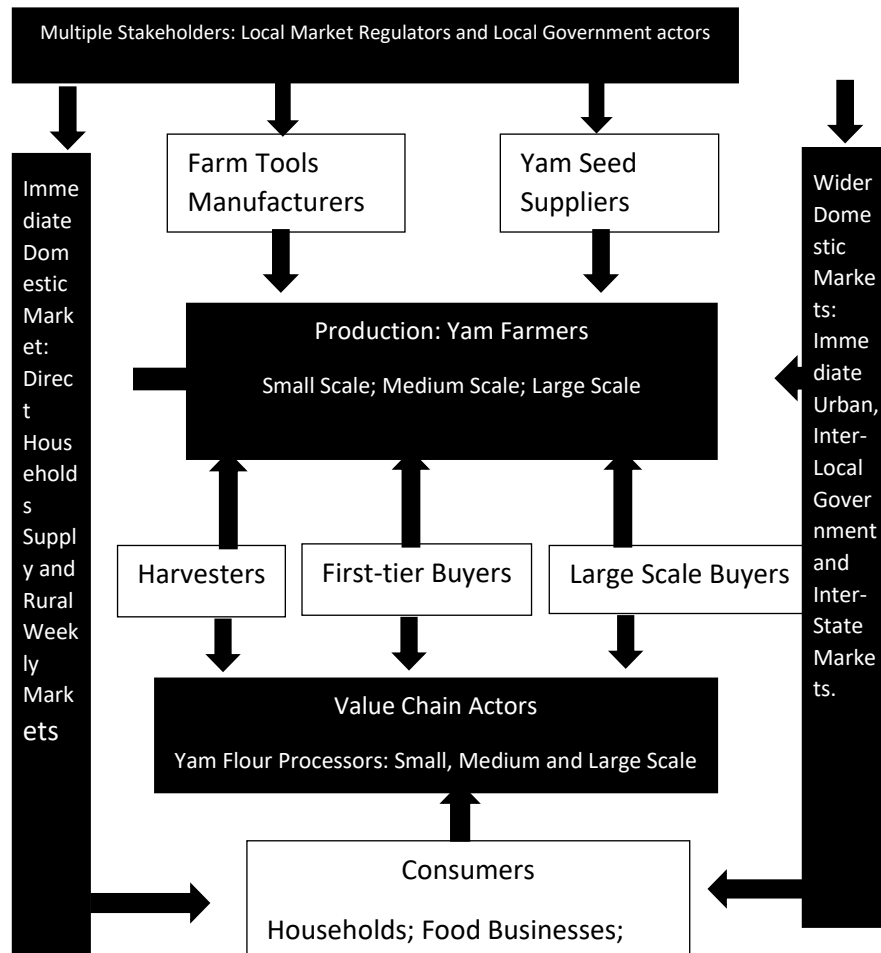 Multiple Stakeholders: Local Market Regulators and Local Government actors
Farm Tools
Manufacturers
Yam Seed
Suppliers
Imme
diate
Dom
estic
Mark
et:
Direc
t
Hous
ehold
s
Suppl
y and
Rural
Week
ly
Mark
ets
Wider
Dome
stic
Marke
ts:
Imme
diate
Urban,
Inter-
Local
Gover
nment
and
Inter-
State
Marke
ts.
Production: Yam Farmers
Small Scale; Medium Scale; Large Scale
Harvesters
First-tier Buyers
Large Scale Buyers
Value Chain Actors
Yam Flour Processors: Small, Medium and Large Scale
Consumers
Households; Food Businesses;